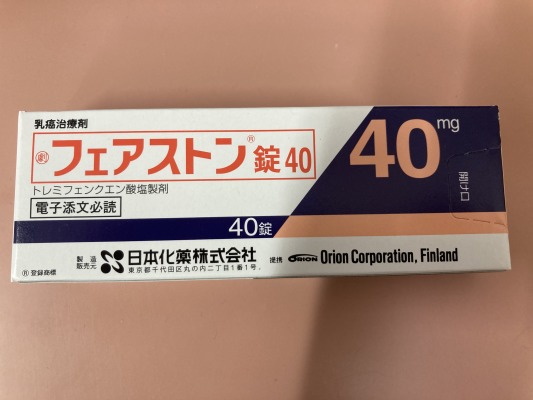 乳癌治療剤
劇 フェアストン®錠40
トレミフェンクエン酸塩製剤
電子添文必読
40mg
開け口
40錠
製造販売元 日本化薬株式会社
東京都千代田区丸の内二丁目1番1号
提携 ORION Orion Corporation, Finland
®登録商標